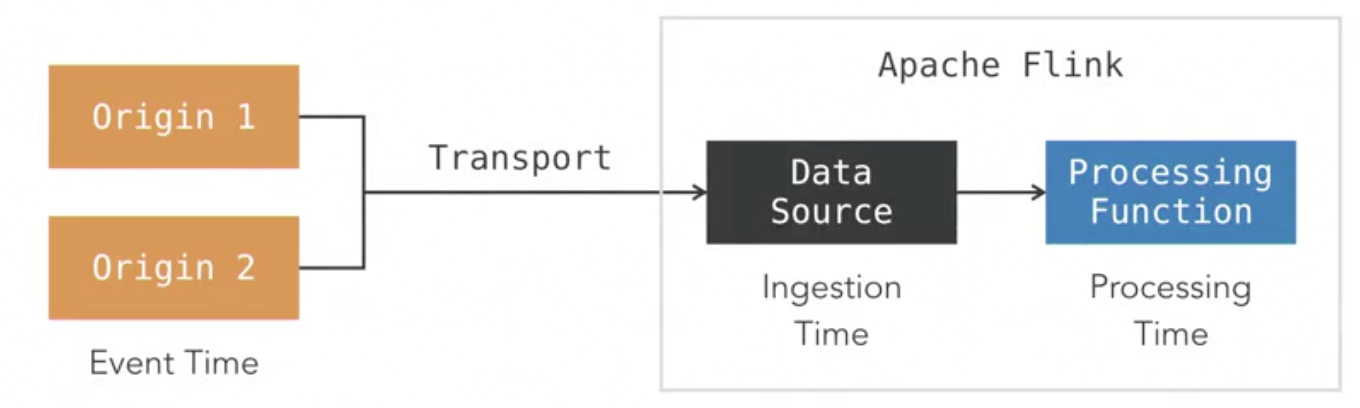 Apache Flink
Origin 1
Transport
Data
Source
Processing
Function
Origin 2
Ingestion
Time
Processing
Time
Event Time